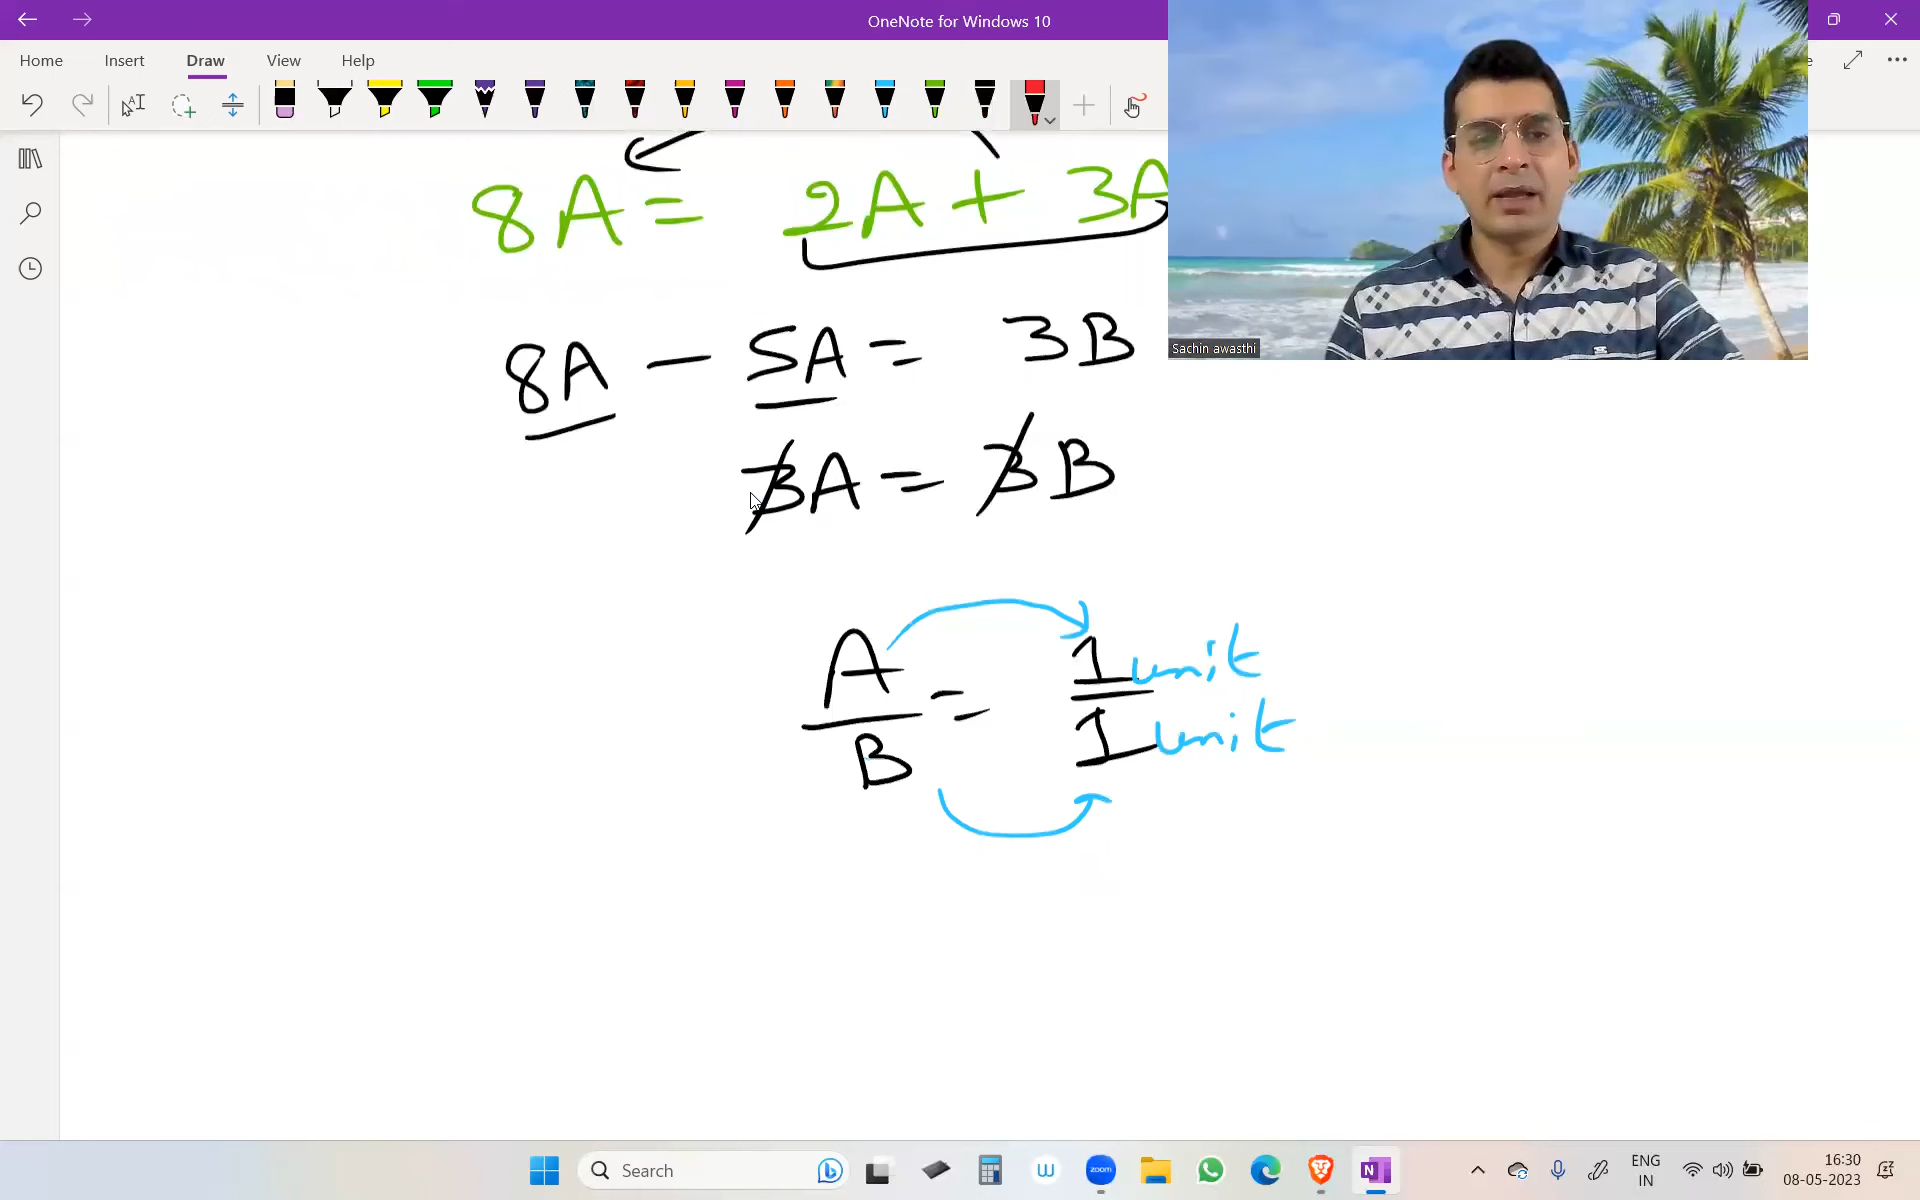 OneNote for Windows 10
Home Insert Draw View Help
8A = 2A + 3A
8A - 5A = 3B
3A = 3B
A/B = 1 unit/1 unit
Sachin awasthi
Search
zoom
ENG
IN
16:30
08-05-2023